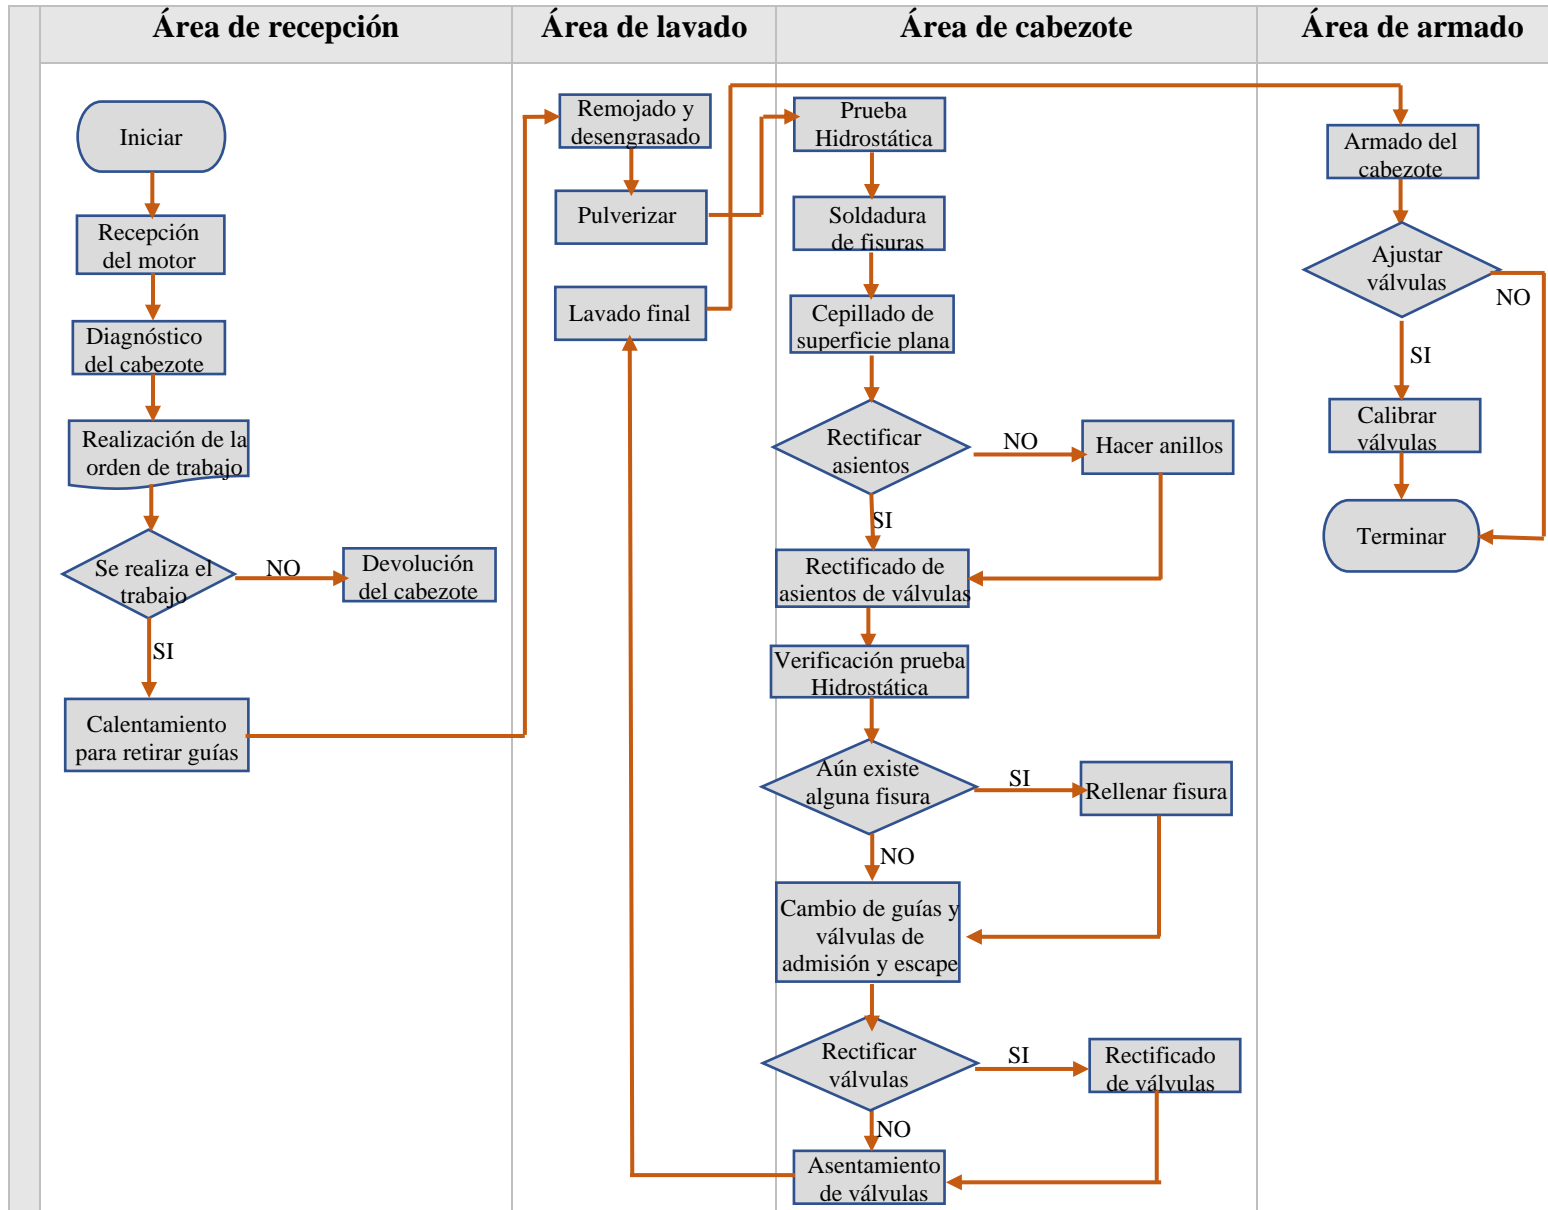 Área de recepción
Área de lavado
Área de cabezote
Área de armado
Iniciar
Recepción
del motor
Diagnóstico
del cabezote
Realización de la
orden de trabajo
Se realiza el
trabajo
NO
Devolución
del cabezote
SI
Calentamiento
para retirar guías
Remojado y
desengrasado
Pulverizar
Lavado final
Prueba
Hidrostática
Soldadura
de fisuras
Cepillado de
superficie plana
Rectificar
asientos
NO
Hacer anillos
SI
Rectificado de
asientos de válvulas
Verificación prueba
Hidrostática
Aún existe
alguna fisura
SI
Rellenar fisura
NO
Cambio de guías y
válvulas de
admisión y escape
Rectificar
válvulas
SI
Rectificado
de válvulas
NO
Asentamiento
de válvulas
Armado del
cabezote
Ajustar
válvulas
NO
SI
Calibrar
válvulas
Terminar